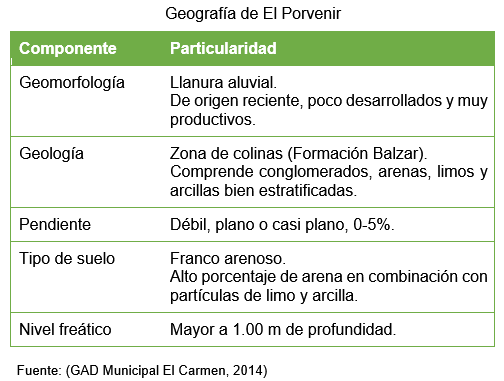 Geografía de El Porvenir
Componente Particularidad
Geomorfología Llanura aluvial.
De origen reciente, poco desarrollados y muy
productivos.
Geología Zona de colinas (Formación Balzar).
Comprende conglomerados, arenas, limos y
arcillas bien estratificadas.
Pendiente Débil, plano o casi plano, 0-5%.
Tipo de suelo Franco arenoso.
Alto porcentaje de arena en combinación con
partículas de limo y arcilla.
Nivel freático Mayor a 1.00 m de profundidad.
Fuente: (GAD Municipal El Carmen, 2014)